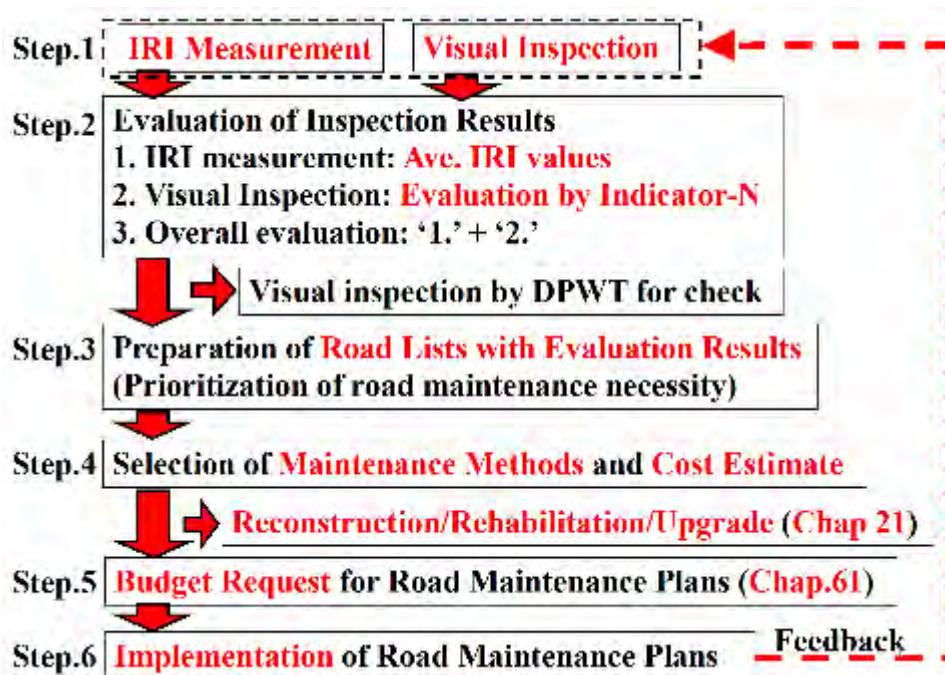 Step.1 IRI Measurement Visual Inspection
Step.2 Evaluation of Inspection Results
1. IRI measurement: Ave. IRI values
2. Visual Inspection: Evaluation by Indicator-N
3. Overall evaluation: ‘1.’ + ‘2.’
Visual inspection by DPWT for check
Step.3 Preparation of Road Lists with Evaluation Results
(Prioritization of road maintenance necessity)
Step.4 Selection of Maintenance Methods and Cost Estimate
Reconstruction/Rehabilitation/Upgrade (Chap 21)
Step.5 Budget Request for Road Maintenance Plans (Chap.61)
Step.6 Implementation of Road Maintenance Plans Feedback